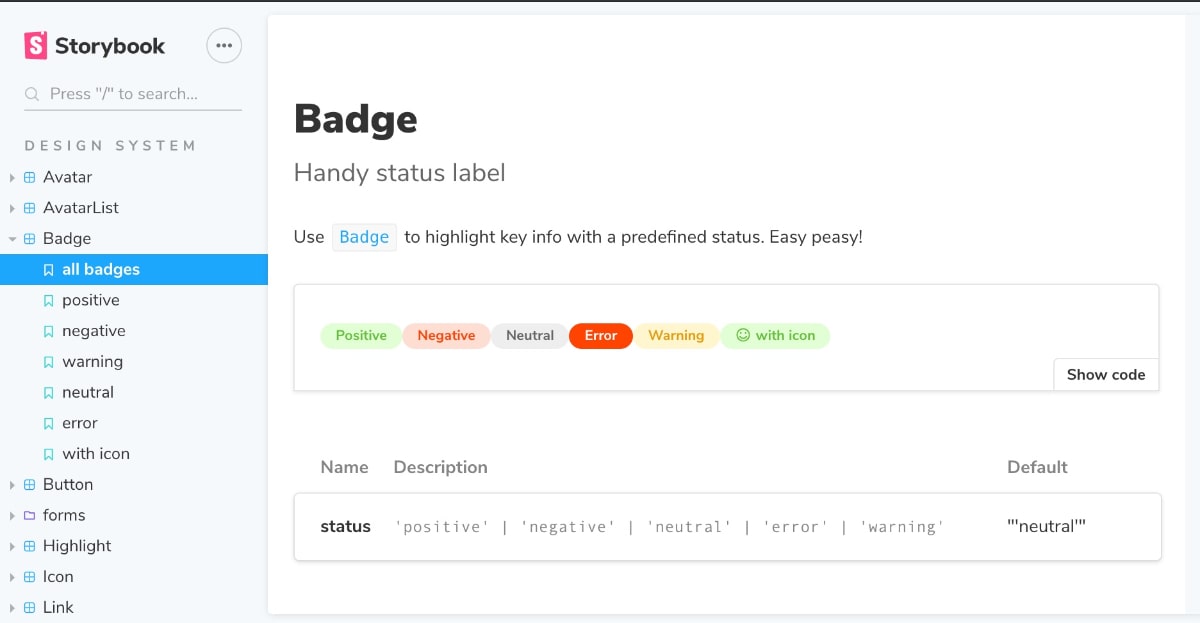 Storybook
Press "/" to search...
DESIGN SYSTEM
Avatar
AvatarList
Badge
all badges
positive
negative
warning
neutral
error
with icon
Button
forms
Highlight
Icon
Link
Badge
Handy status label
Use Badge to highlight key info with a predefined status. Easy peasy!
Positive Negative Neutral Error Warning with icon
Show code
Name Description Default
status 'positive' | 'negative' | 'neutral' | 'error' | 'warning' "'neutral'"